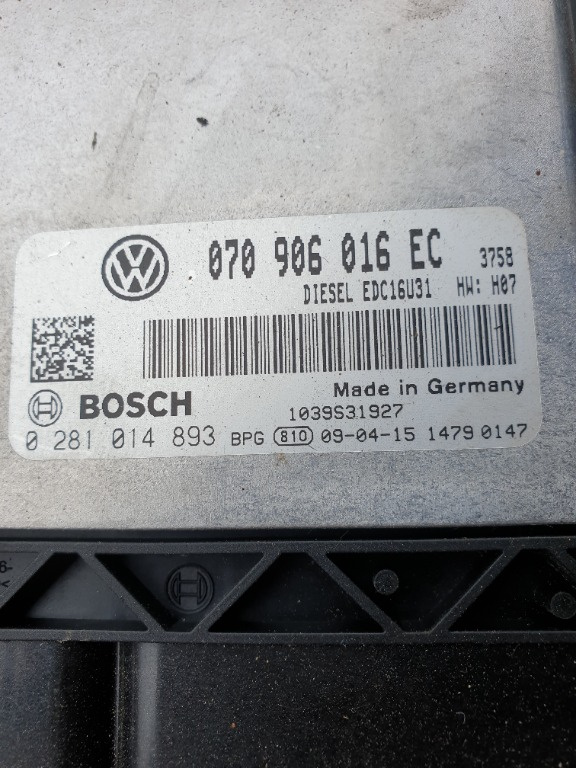 070 906 016 EC 3758
DIESEL EDC16U31 HW: H07
Made in Germany
BOSCH 1039S31927
0 281 014 893 BPG 810 09-04-15 1479 0147